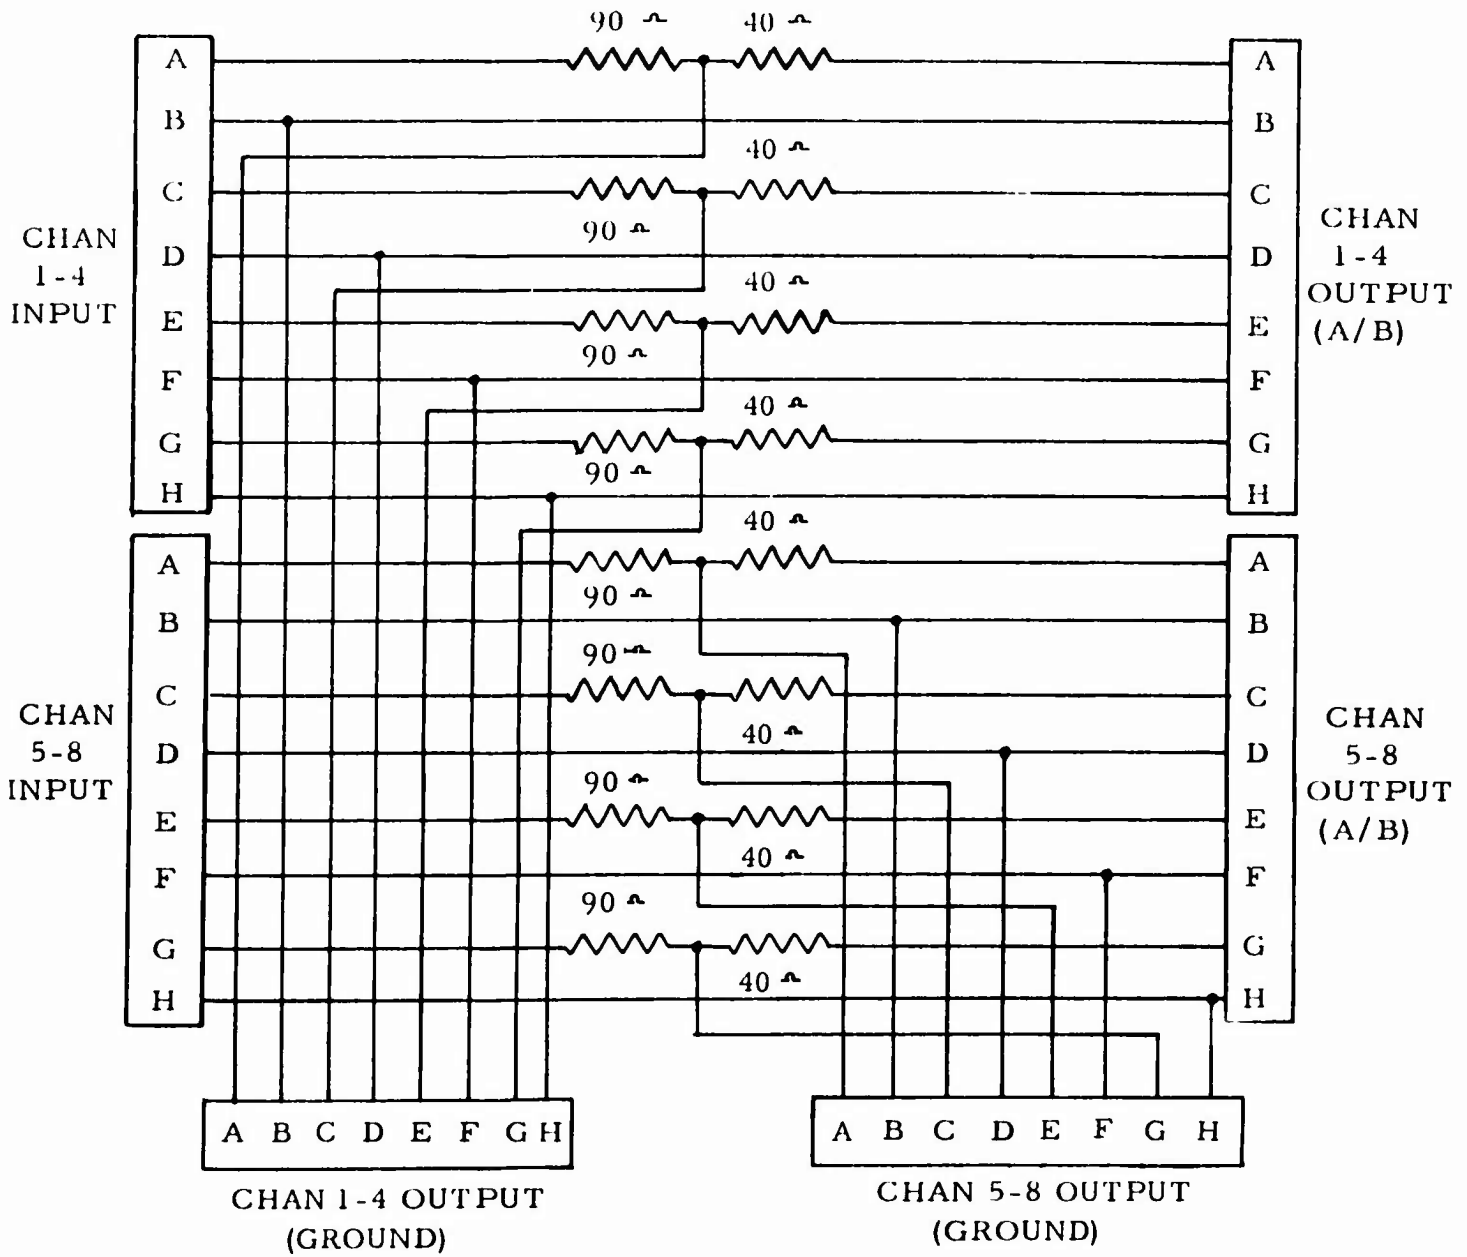 90 Ω 40 Ω
A A
B B
40 Ω
C C
90 Ω
CHAN
1-4
INPUT
CHAN
1-4
OUTPUT
(A/B)
D D
40 Ω
E E
90 Ω
F F
40 Ω
G G
90 Ω
H H
40 Ω
A A
90 Ω
B B
90 Ω
C C
CHAN
5-8
INPUT
CHAN
5-8
OUTPUT
(A/B)
40 Ω
D D
90 Ω
E E
40 Ω
F F
90 Ω
G G
40 Ω
H H
A B C D E F G H
CHAN 1-4 OUTPUT
(GROUND)
A B C D E F G H
CHAN 5-8 OUTPUT
(GROUND)